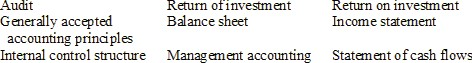 Audit Return of investment Return on investment
Generally accepted Balance sheet Income statement
accounting principles
Internal control structure Management accounting Statement of cash flows